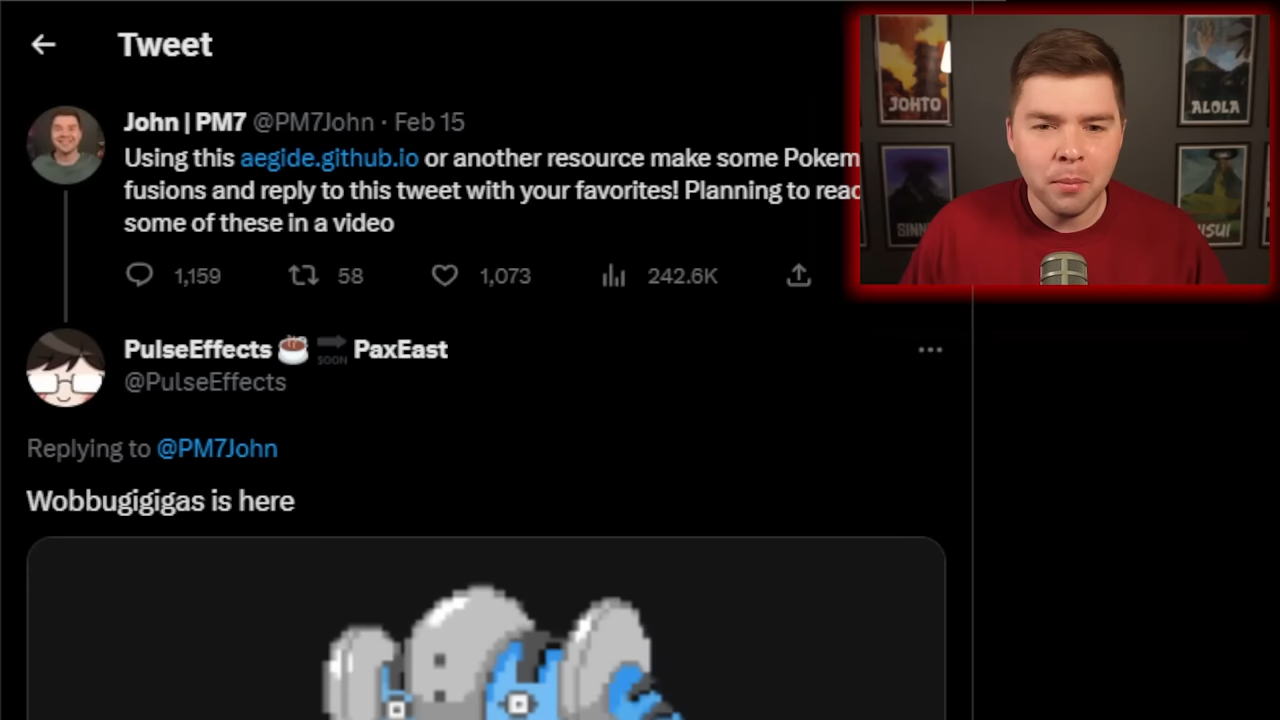 Tweet
John | PM7 @PM7John · Feb 15
Using this aegide.github.io or another resource make some Pokem
fusions and reply to this tweet with your favorites! Planning to reac
some of these in a video
1,159 58 1,073 242.6K
PulseEffects ☕ 🔜 PaxEast
@PulseEffects
Replying to @PM7John
Wobbugigigas is here
JOHTO
ALOLA
SINN
ISUI